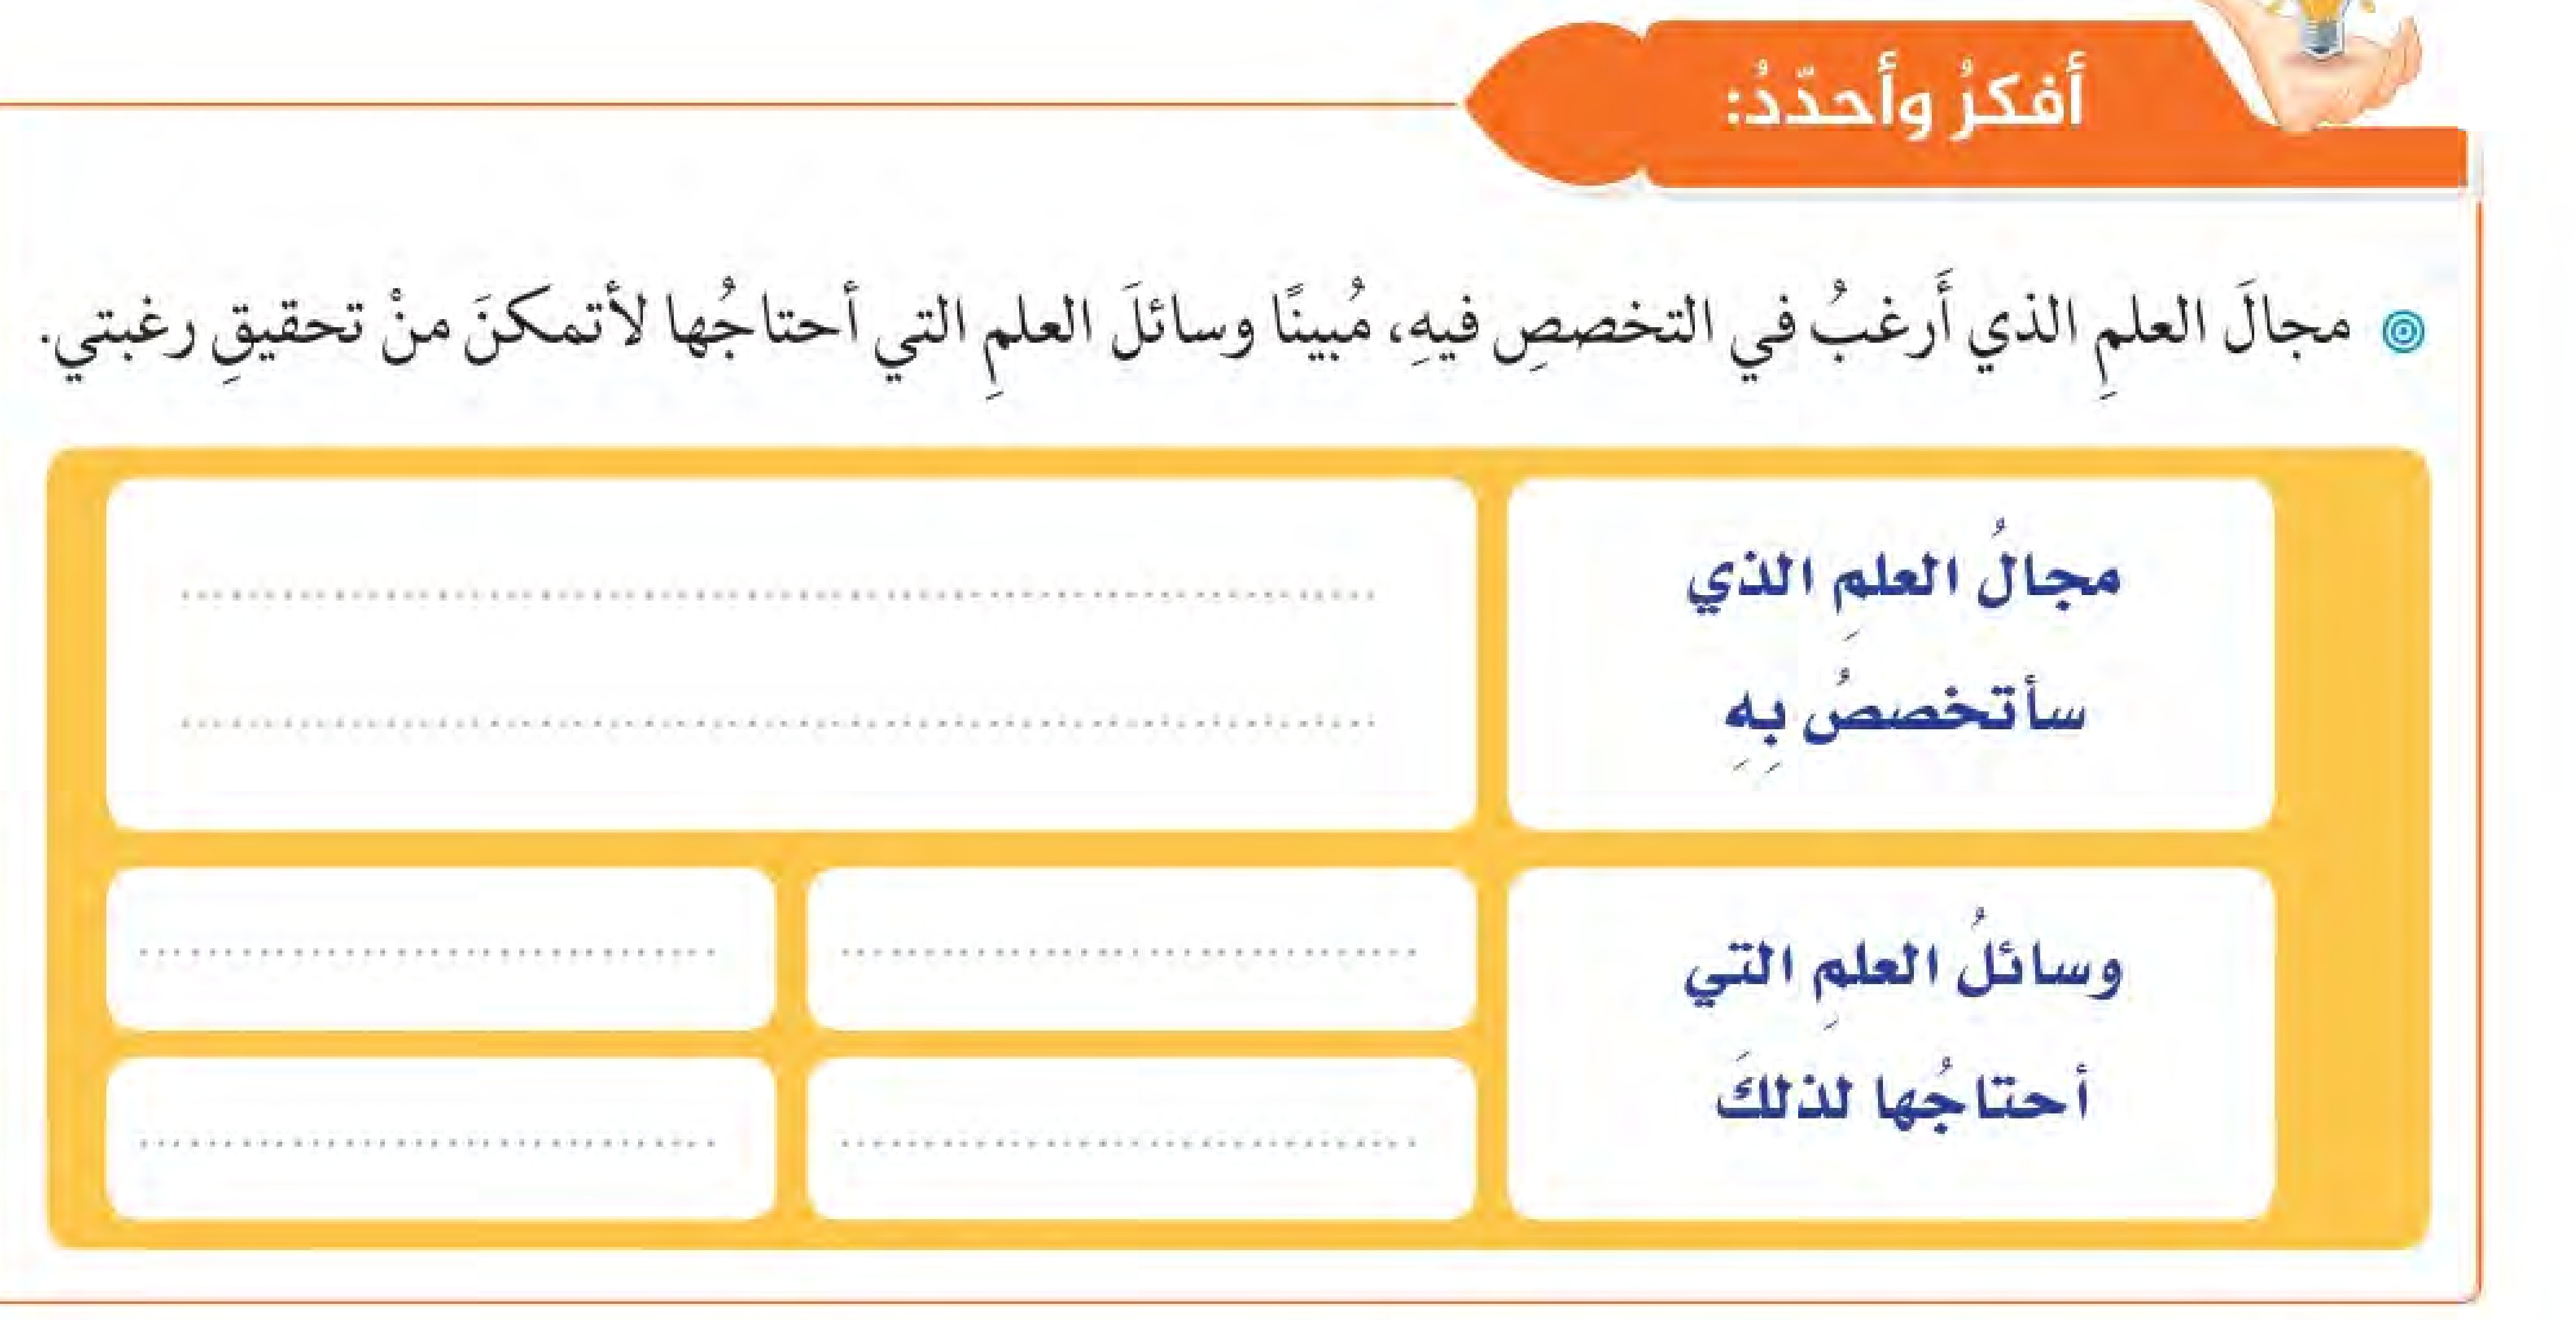 أفكرُ وأحدّدُ:
مجالَ العلمِ الذي أَرغبُ في التخصصِ فيهِ، مُبينًا وسائلَ العلمِ التي أحتاجُها لأتمكنَ منْ تحقيقِ رغبتي.
مجالُ العلمِ الذي
سأتخصصُ بِهِ
وسائلُ العلمِ التي
أحتاجُها لذلكَ